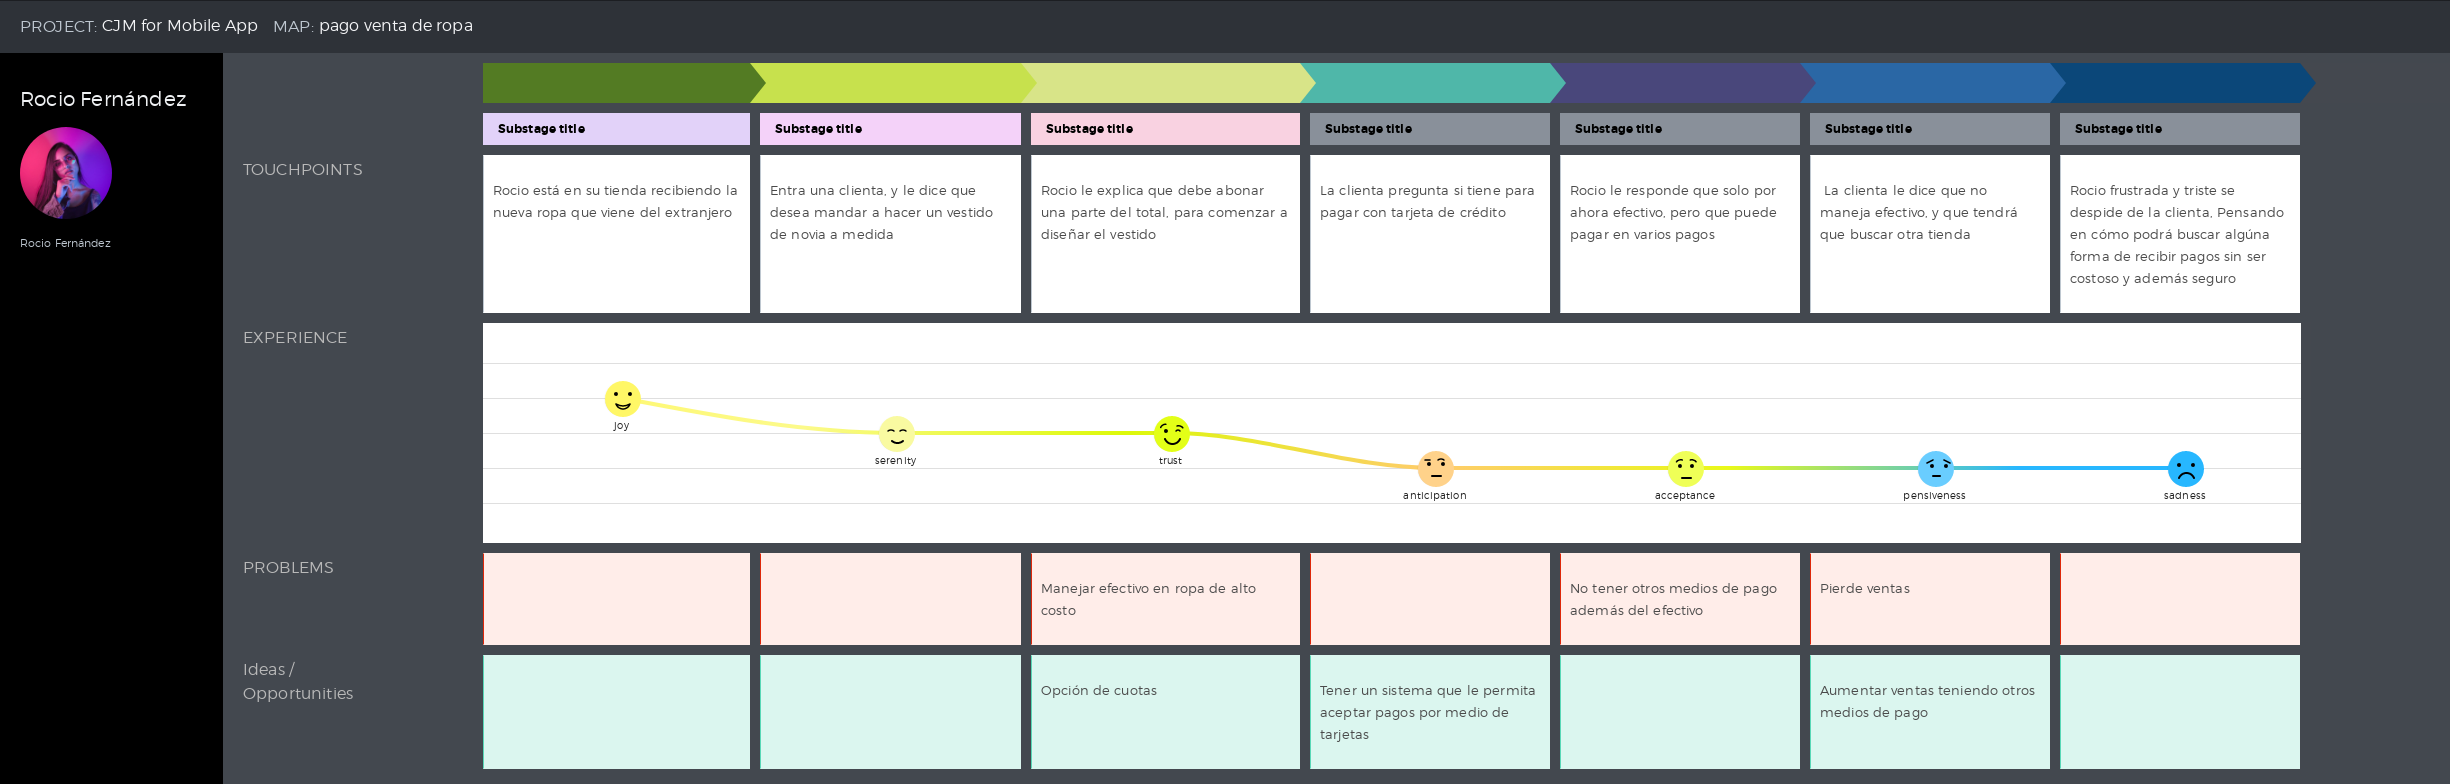 PROJECT: CJM for Mobile App MAP: pago venta de ropa
Rocio Fernández
Rocio Fernández
Substage title
Substage title
Substage title
Substage title
Substage title
Substage title
Substage title
TOUCHPOINTS
Rocio está en su tienda recibiendo la
nueva ropa que viene del extranjero
Entra una clienta, y le dice que
desea mandar a hacer un vestido
de novia a medida
Rocio le explica que debe abonar
una parte del total, para comenzar a
diseñar el vestido
La clienta pregunta si tiene para
pagar con tarjeta de crédito
Rocio le responde que solo por
ahora efectivo, pero que puede
pagar en varios pagos
La clienta le dice que no
maneja efectivo, y que tendrá
que buscar otra tienda
Rocio frustrada y triste se
despide de la clienta, Pensando
en cómo podrá buscar algúna
forma de recibir pagos sin ser
costoso y además seguro
EXPERIENCE
joy
serenity
trust
anticipation
acceptance
pensiveness
sadness
PROBLEMS
Manejar efectivo en ropa de alto
costo
No tener otros medios de pago
además del efectivo
Pierde ventas
Ideas /
Opportunities
Opción de cuotas
Tener un sistema que le permita
aceptar pagos por medio de
tarjetas
Aumentar ventas teniendo otros
medios de pago